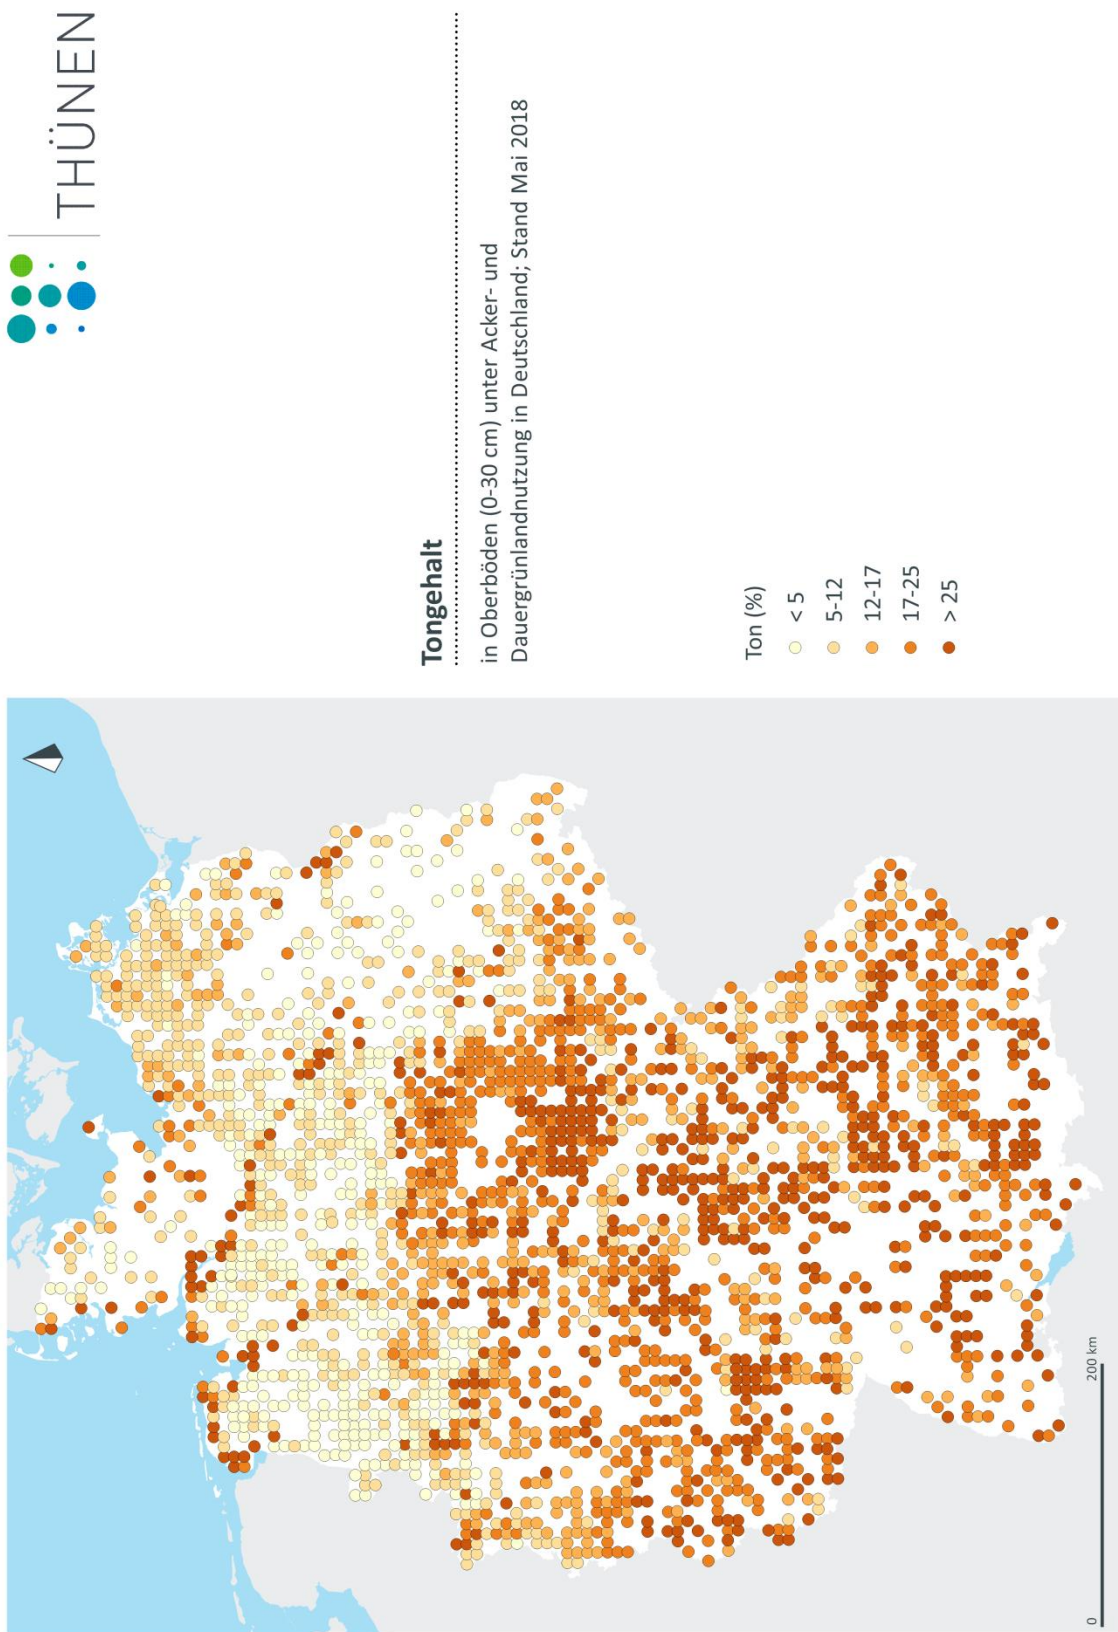 THÜNEN
Tongehalt
in Oberböden (0-30 cm) unter Acker- und
Dauergrünlandnutzung in Deutschland; Stand Mai 2018
Ton (%)
< 5
5-12
12-17
17-25
> 25
0
200 km